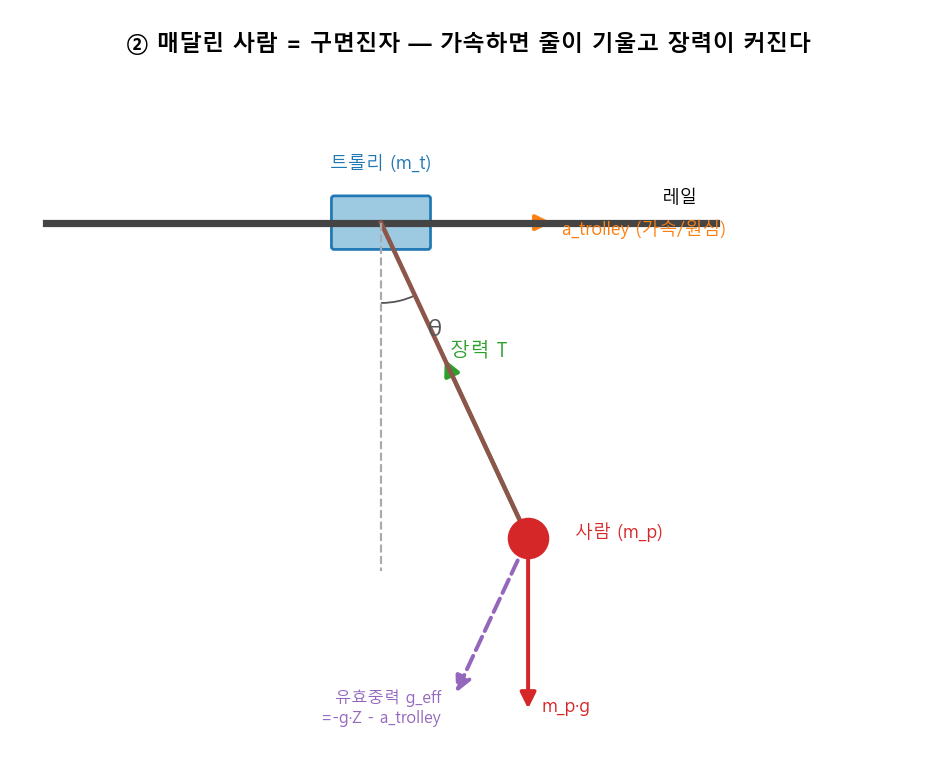 ② 매달린 사람 = 구면진자 — 가속하면 줄이 기울고 장력이 커진다
트롤리 (m_t)
레일
a_trolley (가속/원심)
θ
장력 T
사람 (m_p)
유효중력 g_eff
=-g·Z - a_trolley
m_p·g